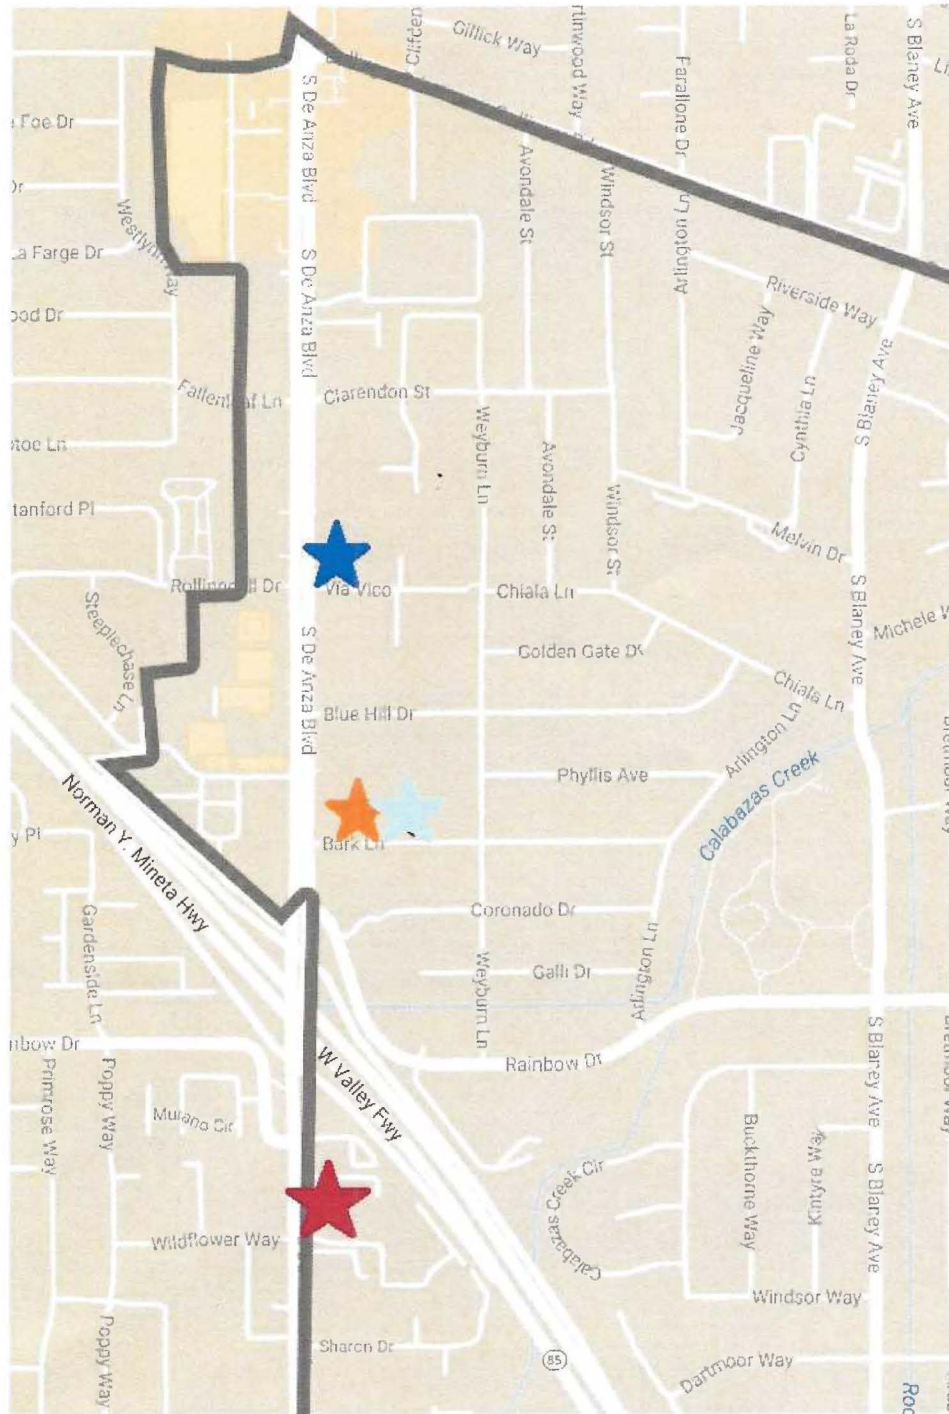 Gillick Way
S Blaney Ave
La Roda Dr
Farallone Dr
S De Anza Blvd
Foe Dr
Avondale St
Windsor St
Arlington Ln
La Farge Dr
S De Anza Blvd
Riverside Way
Jacqueline Way
Cynthia Ln
S Blaney Ave
Clarendon St
Weyburn Ln
Avondale St
Windsor St
tanford Pl
Melvin Dr
Via Vico
Chiala Ln
S Blaney Ave
Steeplechase Ln
S De Anza Blvd
Golden Gate Dr
Chiala Ln
Blue Hill Dr
Arlington Ln
Phyllis Ave
Calabazas Creek
Norman Y. Mineta Hwy
y Pl
Bark Ln
Coronado Dr
Gardenside Ln
Galli Dr
Weyburn Ln
Arlington Ln
nbow Dr
Rainbow Dr
S Blaney Ave
W Valley Fwy
Primrose Way
Poppy Way
Murano Cir
Buckthorne Way
Kintyre Way
S Blaney Ave
Calabazas Creek Cir
Wildflower Way
Windsor Way
Sharon Dr
85
Poppy Way
Dartmoor Way